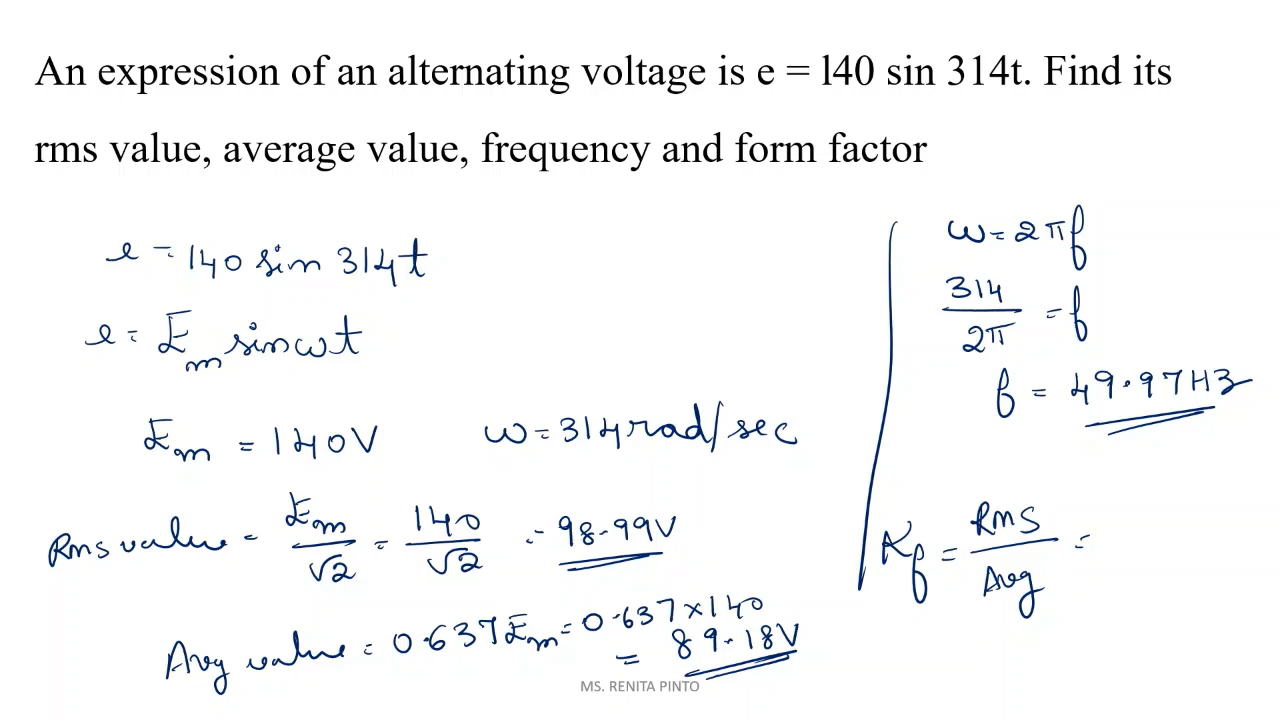 An expression of an alternating voltage is e = l40 sin 314t. Find its
rms value, average value, frequency and form factor
e = 140 sin 314t
e = Em sin ωt
Em = 140V ω = 314 rad/sec
Rms value = Em/√2 = 140/√2 = 98.99V
Avg value = 0.637Em = 0.637×140
= 89.18V
ω = 2πf
314/2π = f
f = 49.97Hz
Kf = Rms/Avg =
MS. RENITA PINTO